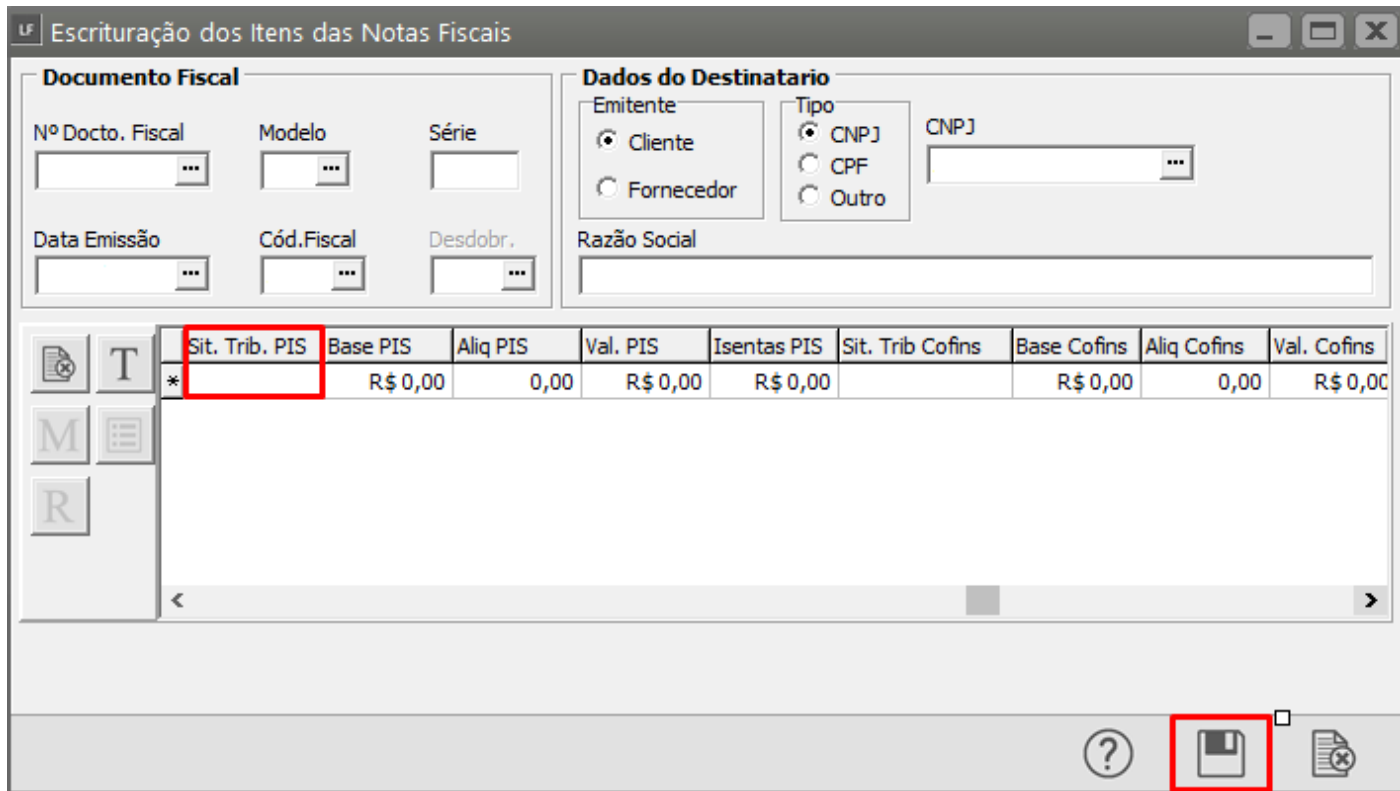 LF Escrituração dos Itens das Notas Fiscais
Documento Fiscal
Nº Docto. Fiscal Modelo Série
Data Emissão Cód.Fiscal Desdobr.
Dados do Destinatario
Emitente
Cliente
Fornecedor
Tipo
CNPJ
CPF
Outro
CNPJ
Razão Social
T
M
R
Sit. Trib. PIS Base PIS Aliq PIS Val. PIS Isentas PIS Sit. Trib Cofins Base Cofins Aliq Cofins Val. Cofins
* R$ 0,00 0,00 R$ 0,00 R$ 0,00 R$ 0,00 0,00 R$ 0,00
?